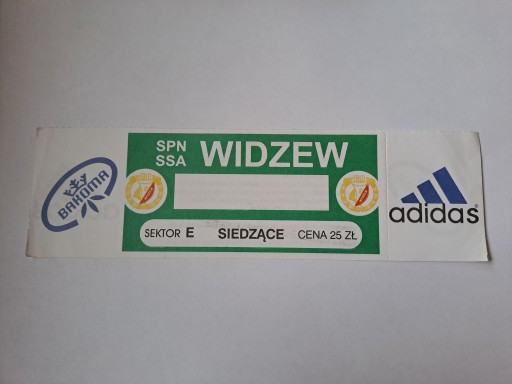 BAKOMA
SPN
SSA
WIDZEW
SEKTOR E SIEDZĄCE CENA 25 ZŁ
adidas